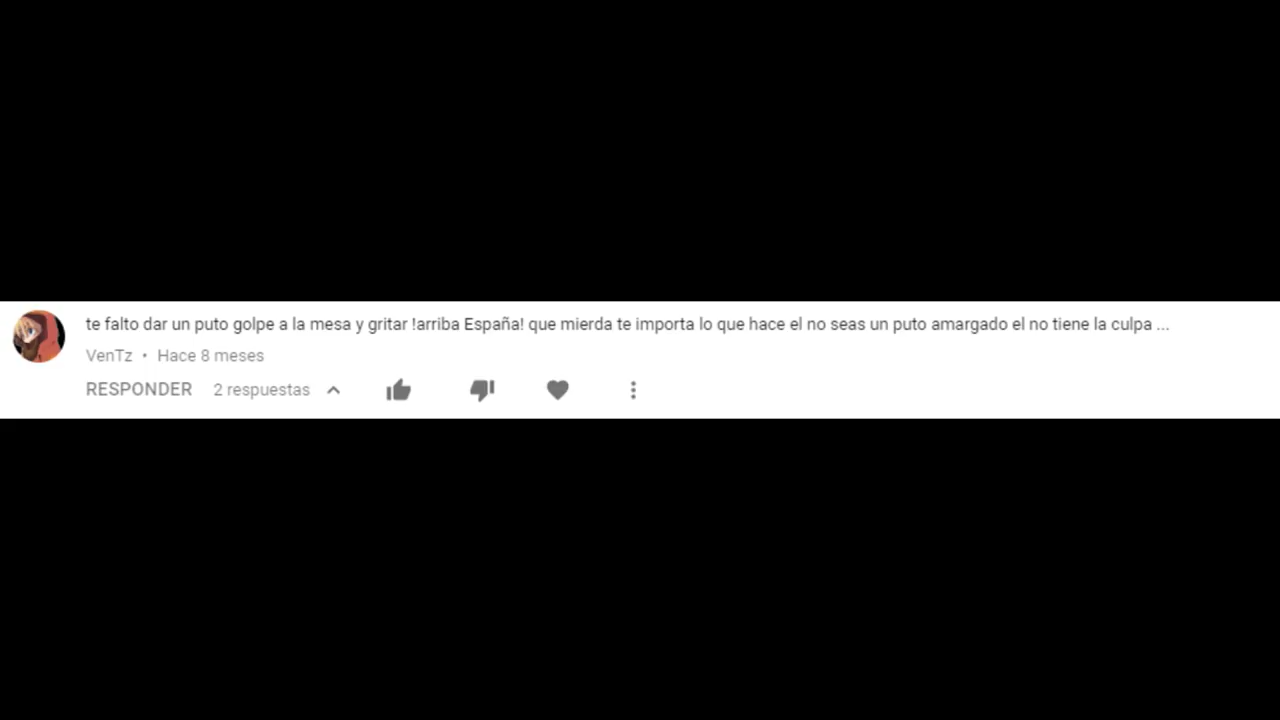 te falto dar un puto golpe a la mesa y gritar !arriba España! que mierda te importa lo que hace el no seas un puto amargado el no tiene la culpa ...
VenTz • Hace 8 meses
RESPONDER 2 respuestas